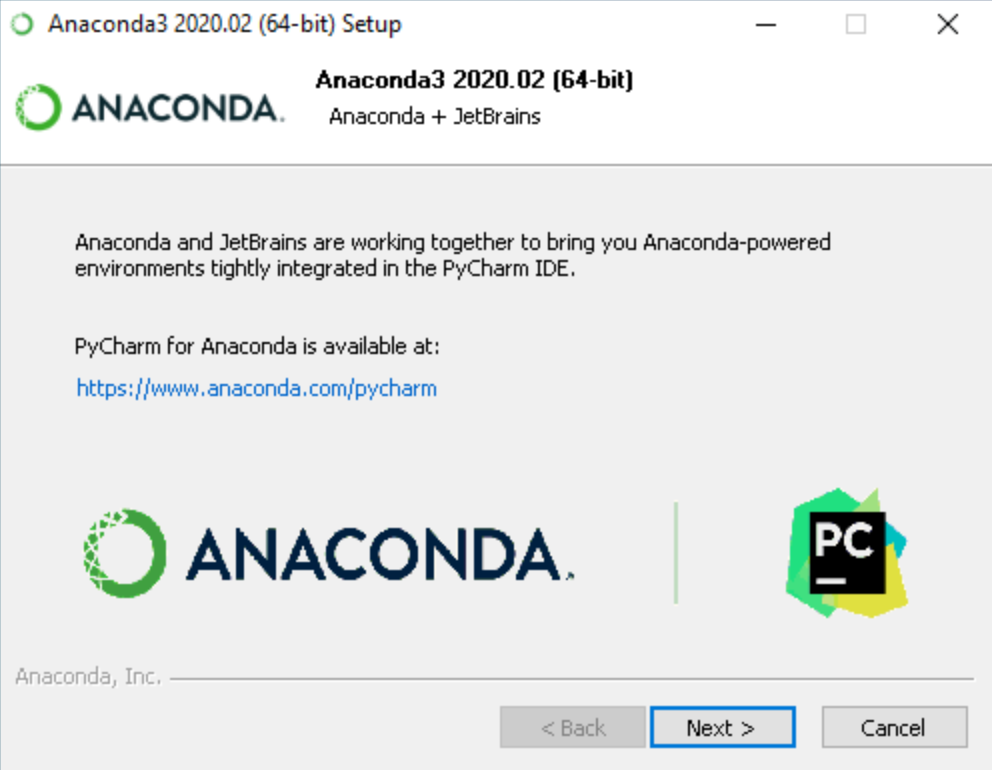 Anaconda3 2020.02 (64-bit) Setup
ANACONDA.
Anaconda3 2020.02 (64-bit)
Anaconda + JetBrains
Anaconda and JetBrains are working together to bring you Anaconda-powered
environments tightly integrated in the PyCharm IDE.
PyCharm for Anaconda is available at:
https://www.anaconda.com/pycharm
ANACONDA.
PC
Anaconda, Inc.
< Back
Next >
Cancel